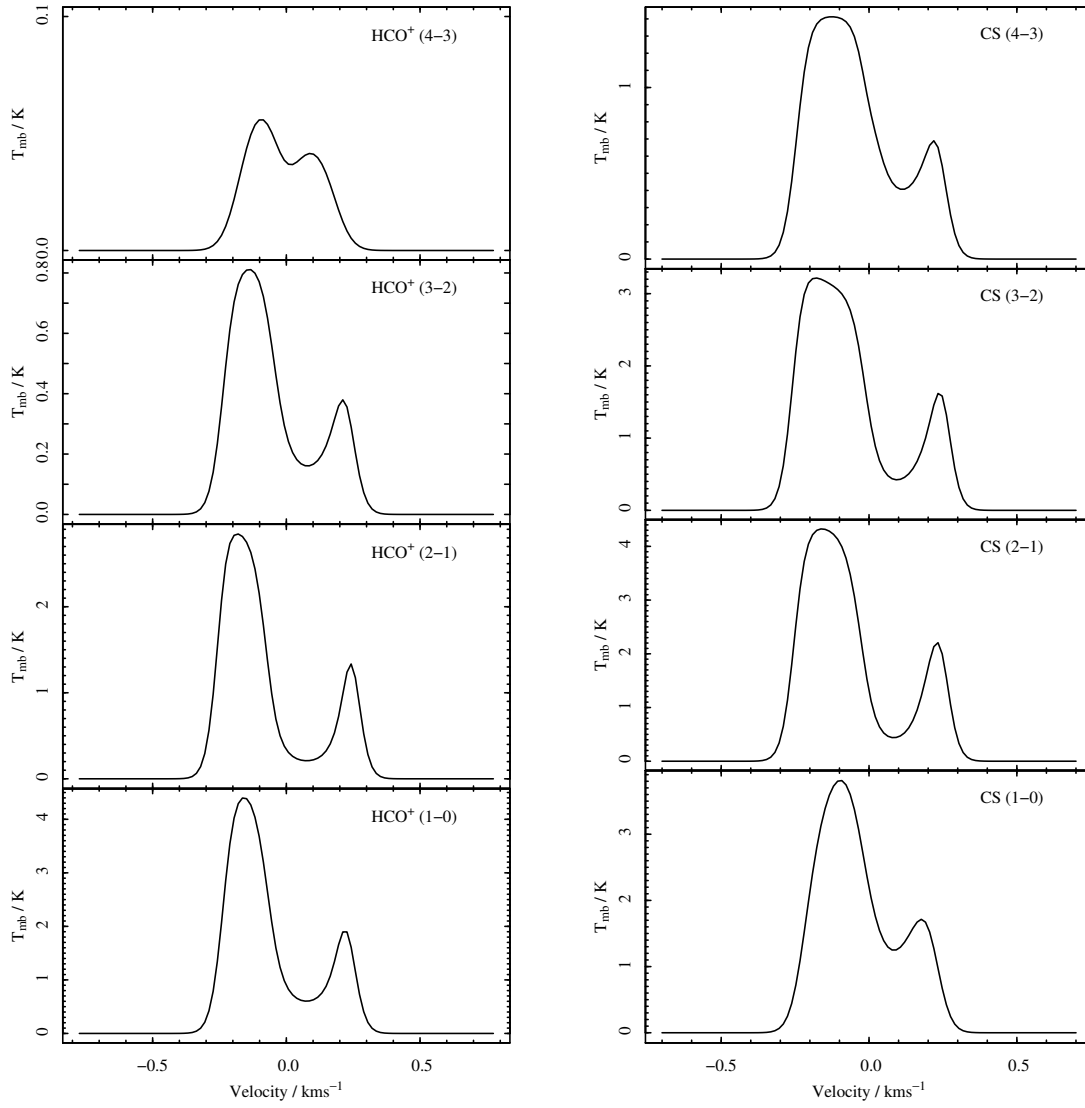 HCO⁺ (4−3)
T_mb / K
0.0
0.1
HCO⁺ (3−2)
T_mb / K
0.0
0.2
0.4
0.6
0.8
HCO⁺ (2−1)
T_mb / K
0
1
2
HCO⁺ (1−0)
T_mb / K
0
1
2
3
4
−0.5
0.0
0.5
Velocity / kms⁻¹
CS (4−3)
T_mb / K
0
1
CS (3−2)
T_mb / K
0
1
2
3
CS (2−1)
T_mb / K
0
1
2
3
4
CS (1−0)
T_mb / K
0
1
2
3
−0.5
0.0
0.5
Velocity / kms⁻¹